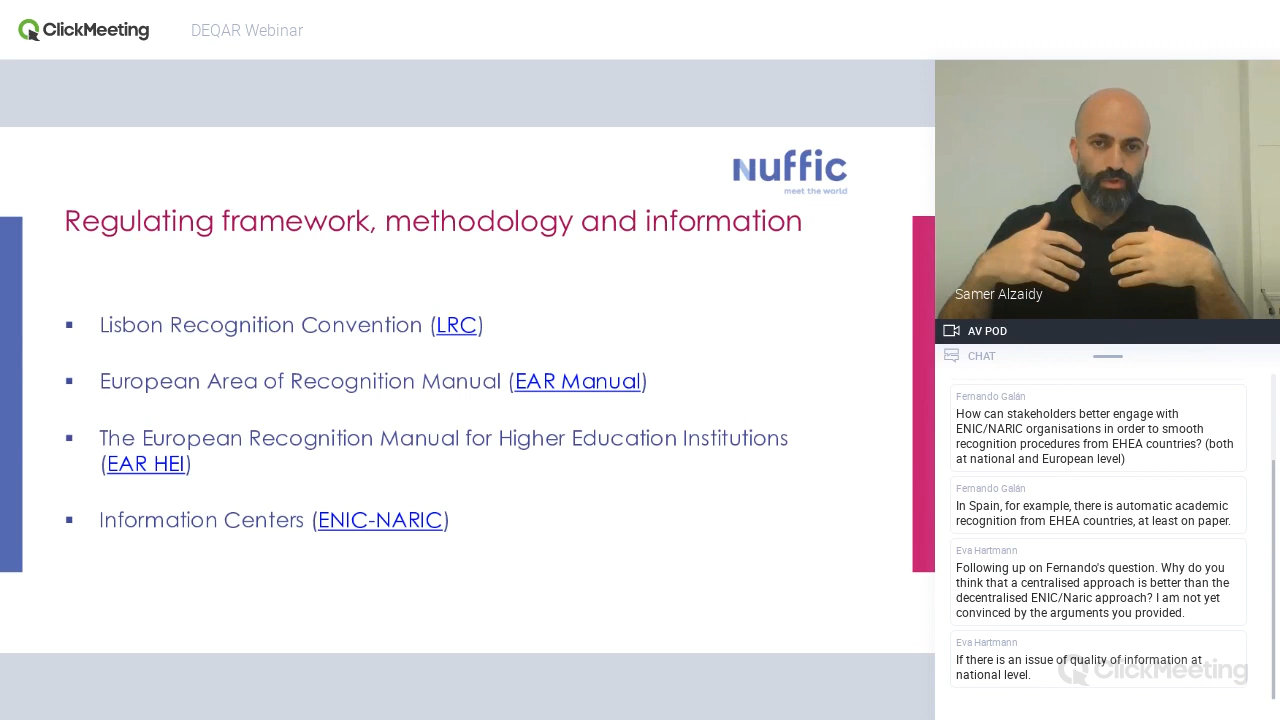 ClickMeeting
DEQAR Webinar
nuffic
meet the world
Regulating framework, methodology and information
▪ Lisbon Recognition Convention (LRC)
▪ European Area of Recognition Manual (EAR Manual)
▪ The European Recognition Manual for Higher Education Institutions
(EAR HEI)
▪ Information Centers (ENIC-NARIC)
Samer Alzaidy
AV POD
CHAT
Fernando Galán
How can stakeholders better engage with
ENIC/NARIC organisations in order to smooth
recognition procedures from EHEA countries? (both
at national and European level)
Fernando Galán
In Spain, for example, there is automatic academic
recognition from EHEA countries, at least on paper.
Eva Hartmann
Following up on Fernando's question. Why do you
think that a centralised approach is better than the
decentralised ENIC/Naric approach? I am not yet
convinced by the arguments you provided.
Eva Hartmann
If there is an issue of quality of information at
national level.
ClickMeeting